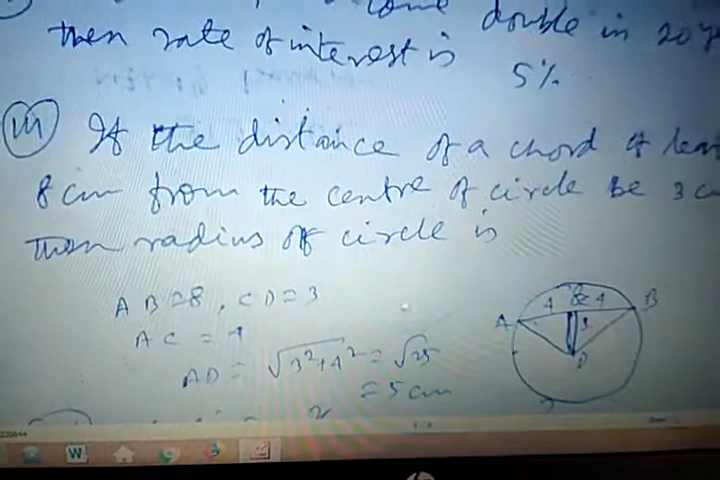 come double in 20
then rate of interest is
5%
(iii) If the distance of a chord of
8 cm from the centre of circle be 3
Then radius of circle is
AB=8, CD=3
AC = 4
AD = √3²+4² = √25
= 5 cm
4 4 B
A 3
D
W